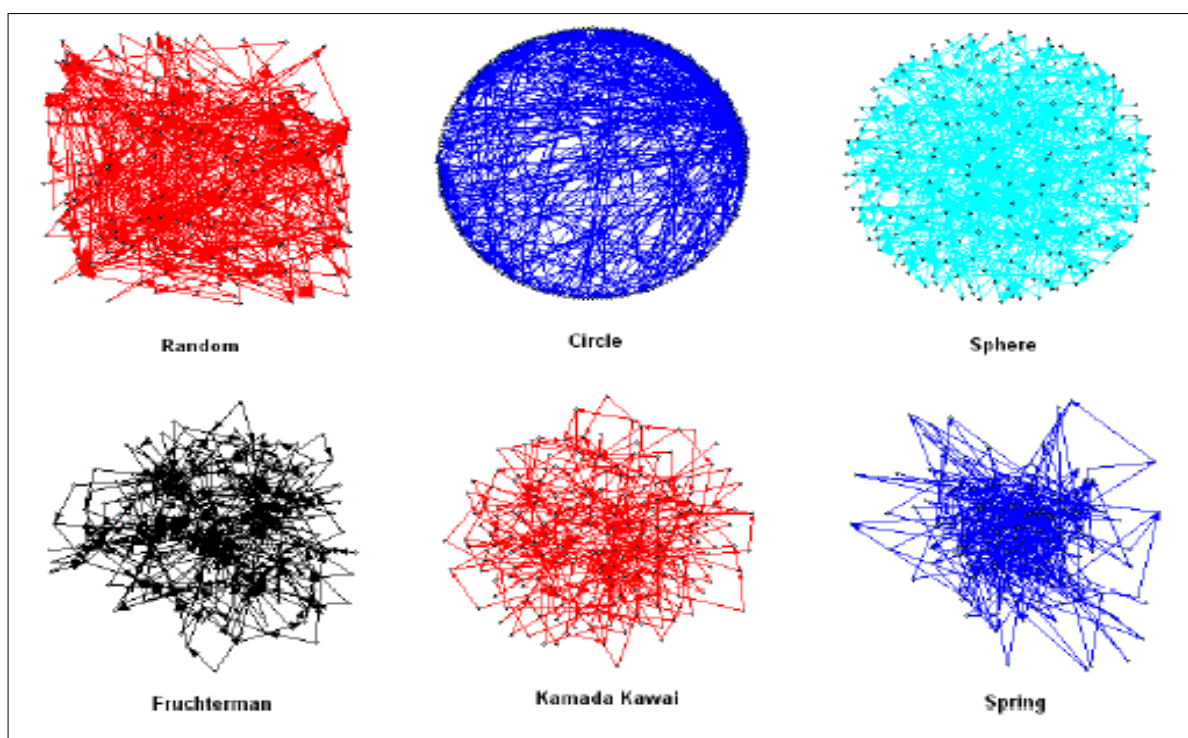 Random
Circle
Sphere
Fruchterman
Kamada Kawai
Spring